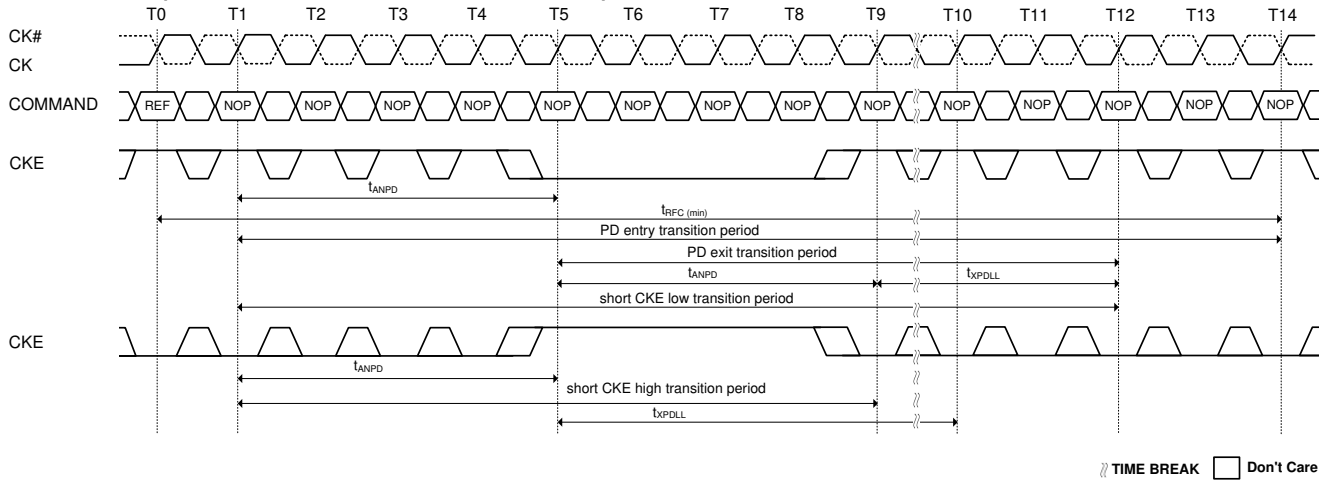 T0 T1 T2 T3 T4 T5 T6 T7 T8 T9 T10 T11 T12 T13 T14
CK#
CK
COMMAND REF NOP NOP NOP NOP NOP NOP NOP NOP NOP NOP NOP NOP NOP NOP
CKE
tANPD
tRFC (min)
PD entry transition period
PD exit transition period
tANPD tXPDLL
short CKE low transition period
CKE
tANPD
short CKE high transition period
tXPDLL
TIME BREAK Don't Care